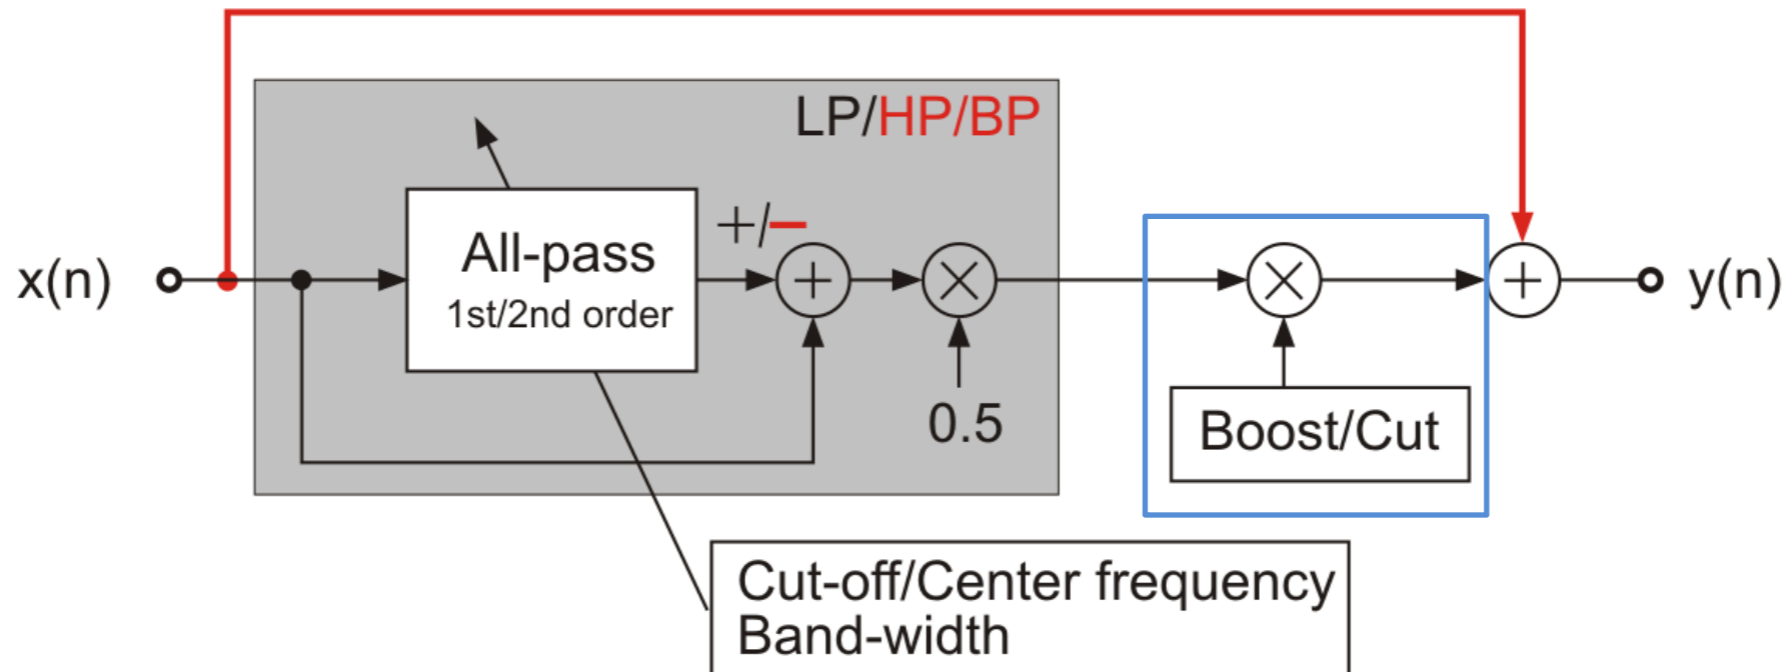 LP/HP/BP
x(n)
All-pass
1st/2nd order
+/−
+
×
0.5
×
Boost/Cut
+
y(n)
Cut-off/Center frequency
Band-width